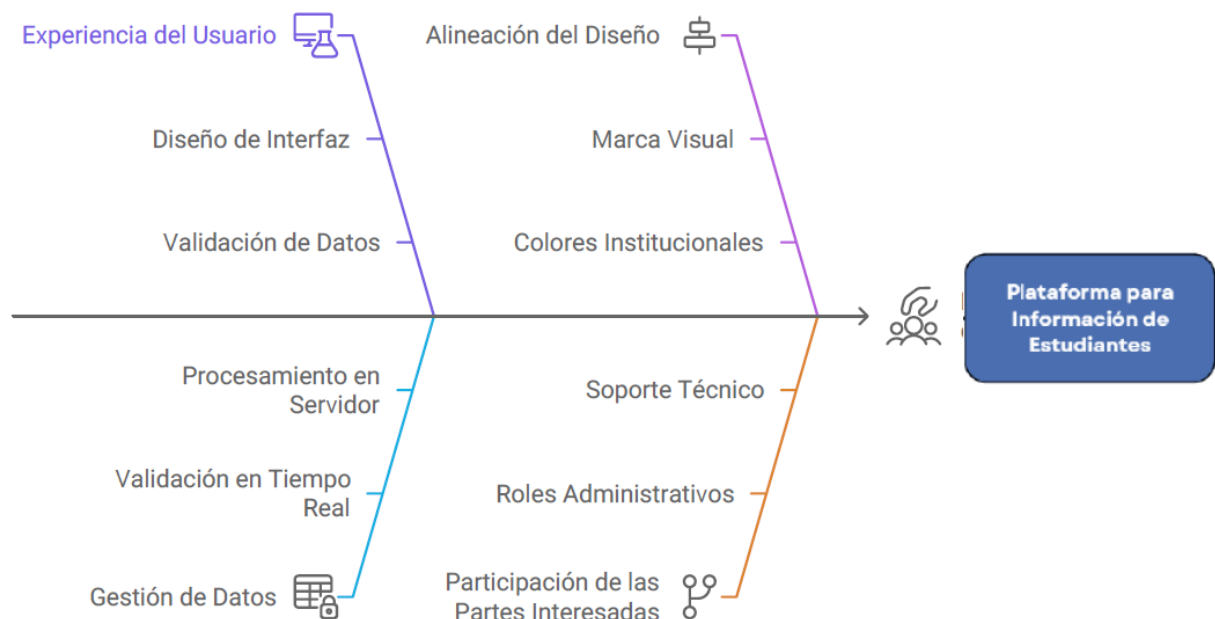 Experiencia del Usuario
Alineación del Diseño
Diseño de Interfaz
Marca Visual
Validación de Datos
Colores Institucionales
Plataforma para
Información de
Estudiantes
Procesamiento en
Servidor
Soporte Técnico
Validación en Tiempo
Real
Roles Administrativos
Gestión de Datos
Participación de las
Partes Interesadas